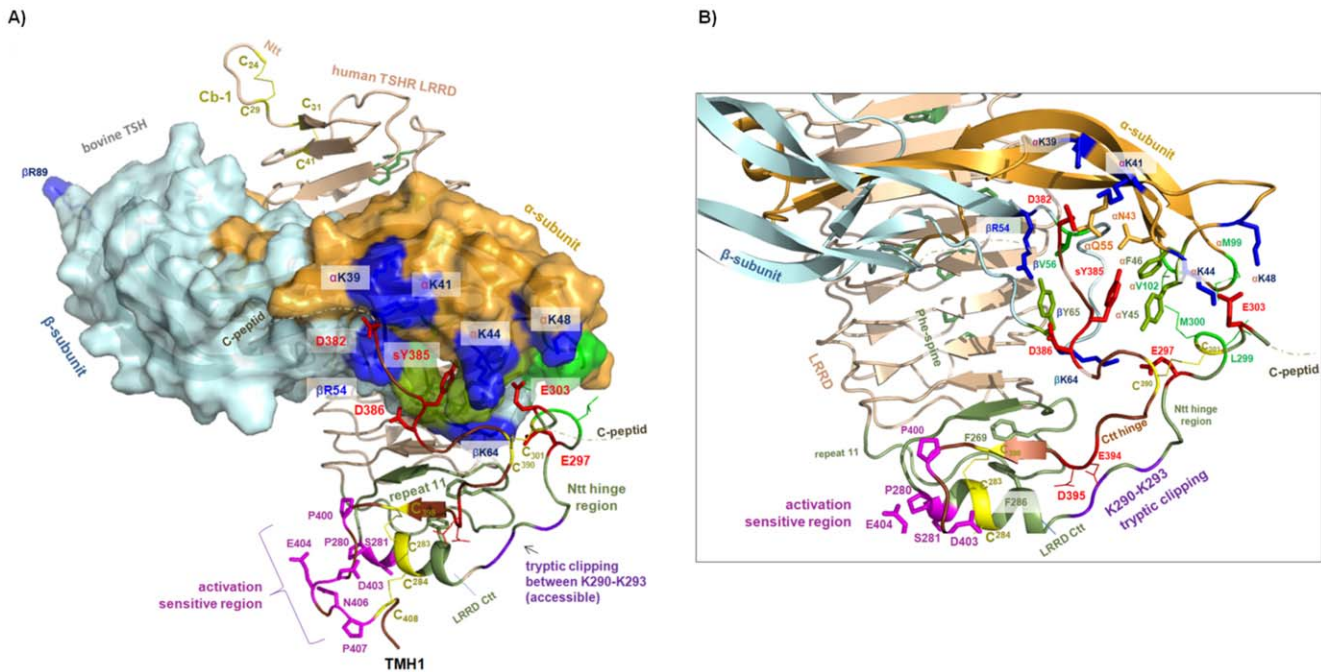 A)
Ntt
C24
Cb-1
C29
C31
C41
human TSHR LRRD
bovine TSH
βR89
α-subunit
αK39
αK41
αK48
αK44
C-peptid
D382
sY385
β-subunit
βR54
D386
E303
C-peptid
βK64
C301
C390
E297
repeat 11
Ntt hinge
region
P400
E404
P280
S281
C283
D403
C284
activation
sensitive region
N406
C408
P407
LRRD Ctt
tryptic clipping
between K290-K293
(accessible)
TMH1
B)
α-subunit
αK39
αK41
D382
αN43
βR54
αQ55
αM99
αF46
βV56
αK44
αK48
β-subunit
sY385
αV102
E303
βY65
αY45
M300
Phe-spine
D386
E297
L299
LRRD
βK64
C390
C-peptid
Ntt hinge
region
P400
F269
Ctt hinge
repeat 11
E394
C283
D395
P280
F286
K290-K293
tryptic clipping
activation
sensitive region
E404
S281
D403
C284
LRRD Ctt